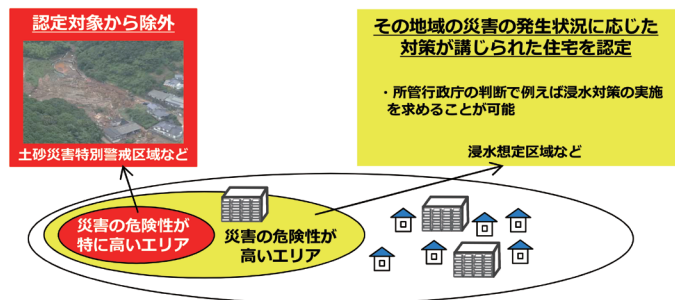 認定対象から除外
土砂災害特別警戒区域など
その地域の災害の発生状況に応じた
対策が講じられた住宅を認定
・所管行政庁の判断で例えば浸水対策の実施
を求めることが可能
浸水想定区域など
災害の危険性が
特に高いエリア
災害の危険性が
高いエリア